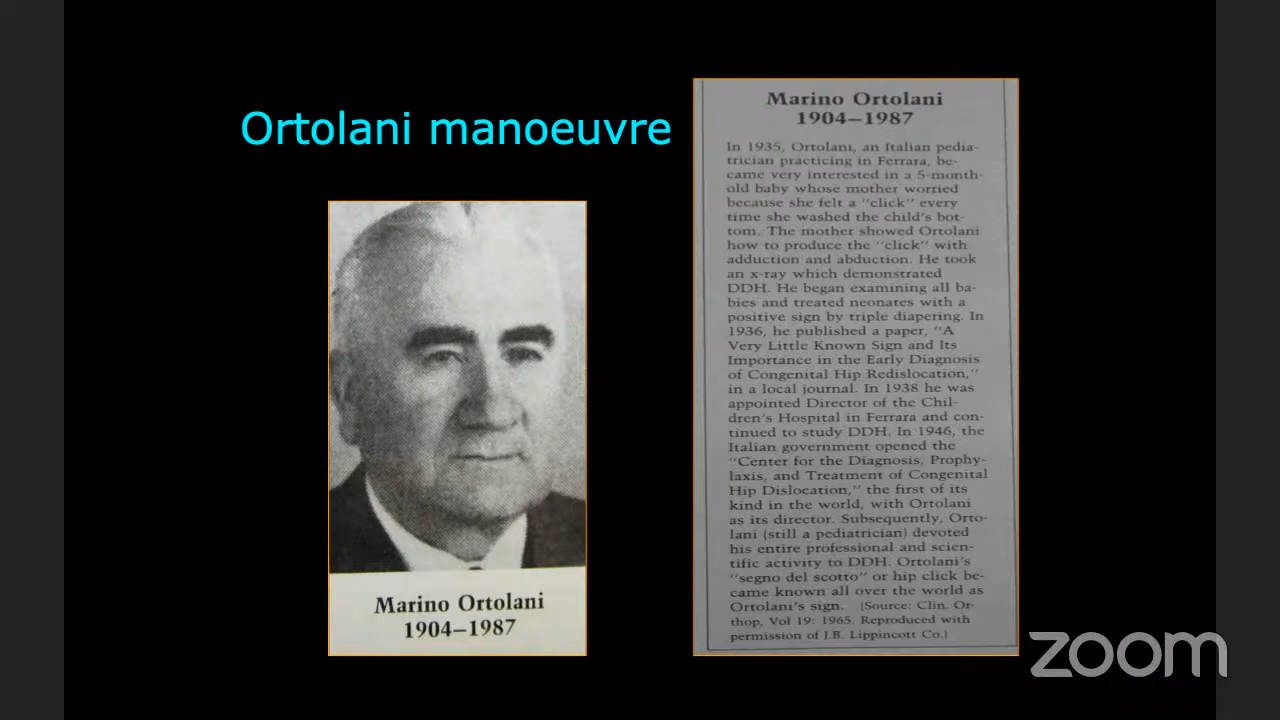 Ortolani manoeuvre
Marino Ortolani
1904–1987
Marino Ortolani
1904–1987
In 1935, Ortolani, an Italian pedia-
trician practicing in Ferrara, be-
came very interested in a 5-month-
old baby whose mother worried
because she felt a “click” every
time she washed the child's bot-
tom. The mother showed Ortolani
how to produce the “click” with
adduction and abduction. He took
an x-ray which demonstrated
DDH. He began examining all ba-
bies and treated neonates with a
positive sign by triple diapering. In
1936, he published a paper, “A
Very Little Known Sign and Its
Importance in the Early Diagnosis
of Congenital Hip Redislocation,”
in a local journal. In 1938 he was
appointed Director of the Chil-
dren's Hospital in Ferrara and con-
tinued to study DDH. In 1946, the
Italian government opened the
“Center for the Diagnosis, Prophy-
laxis, and Treatment of Congenital
Hip Dislocation,” the first of its
kind in the world, with Ortolani
as its director. Subsequently, Orto-
lani (still a pediatrician) devoted
his entire professional and scien-
tific activity to DDH. Ortolani's
“segno del scotto” or hip click be-
came known all over the world as
Ortolani's sign. (Source: Clin. Or-
thop, Vol 19: 1965. Reproduced with
permission of J.B. Lippincott Co.)
zoom